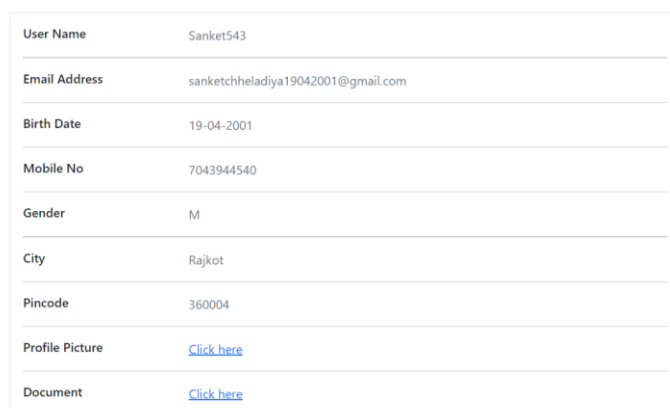 User Name Sanket543
Email Address sanketchheladiya19042001@gmail.com
Birth Date 19-04-2001
Mobile No 7043944540
Gender M
City Rajkot
Pincode 360004
Profile Picture Click here
Document Click here